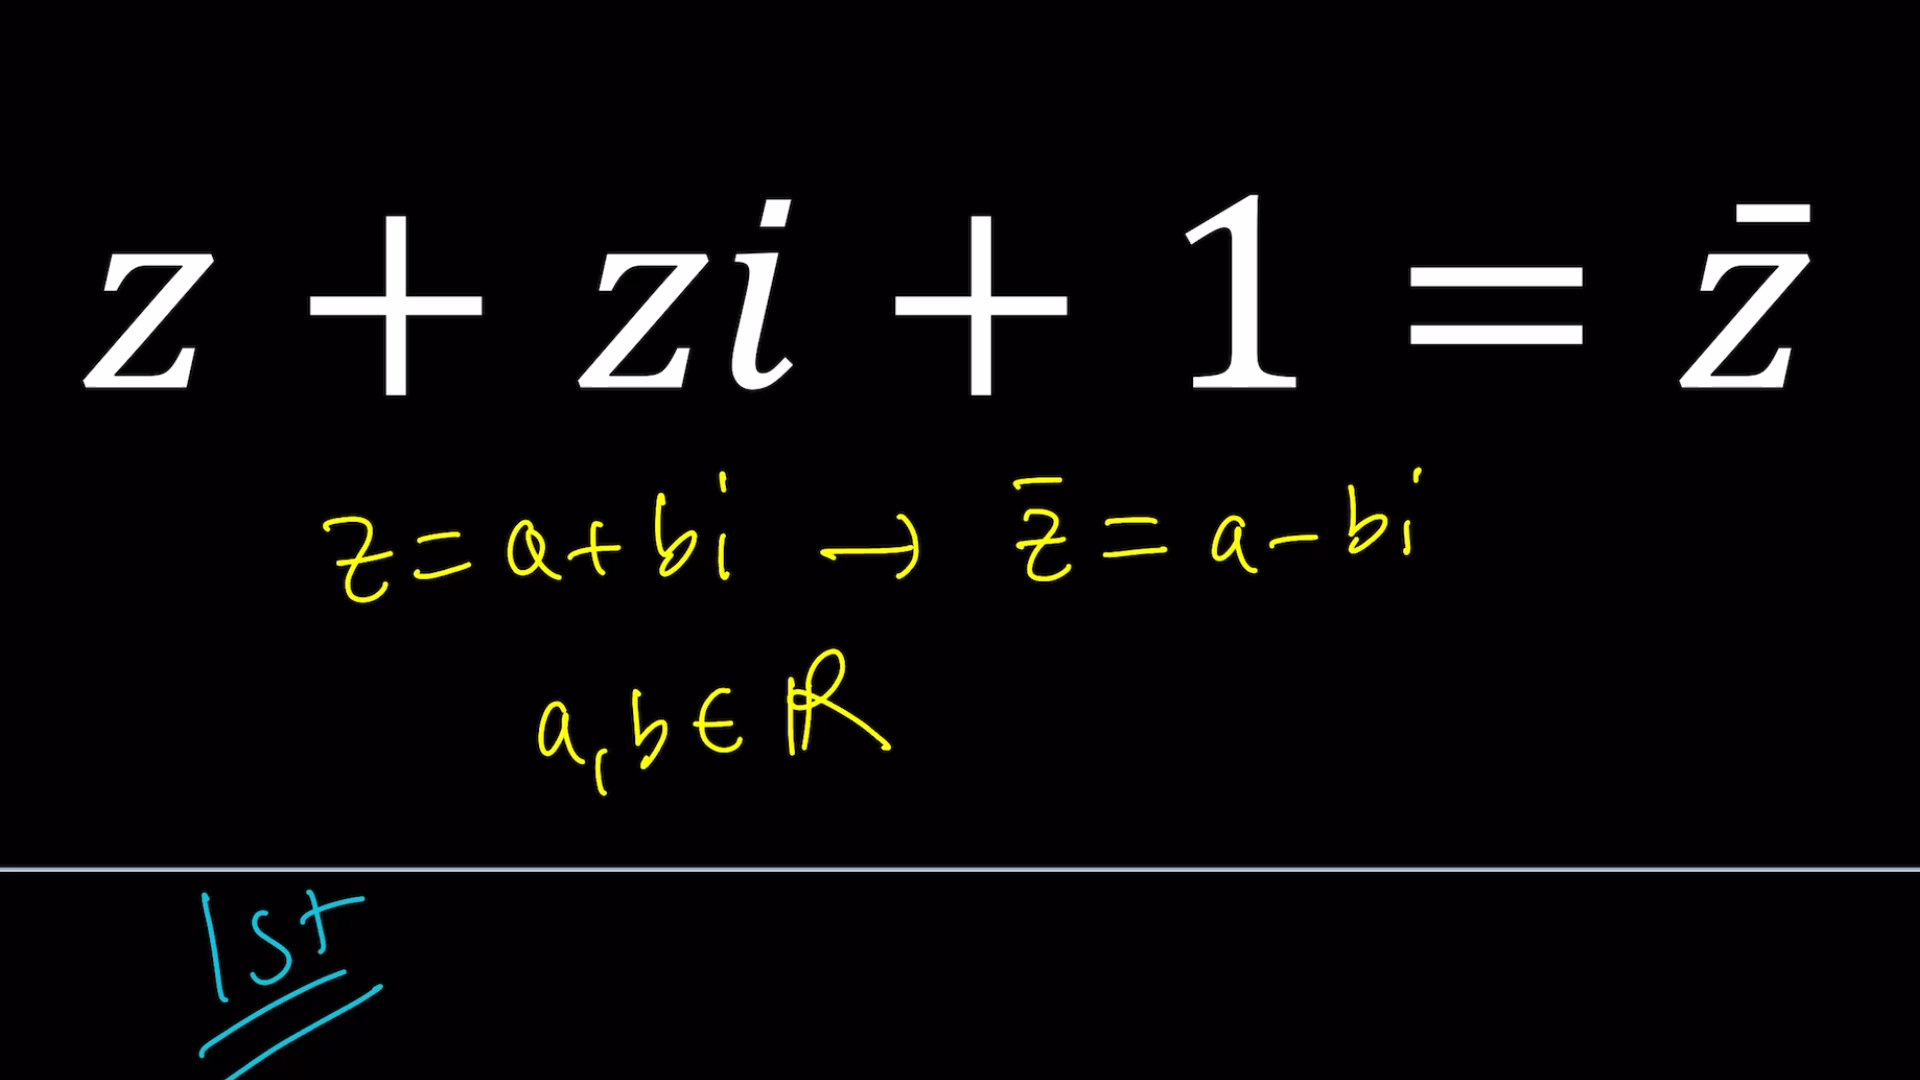 z + zi + 1 = z̄
z = a + bi → z̄ = a − bi
a, b ∈ ℝ
1st